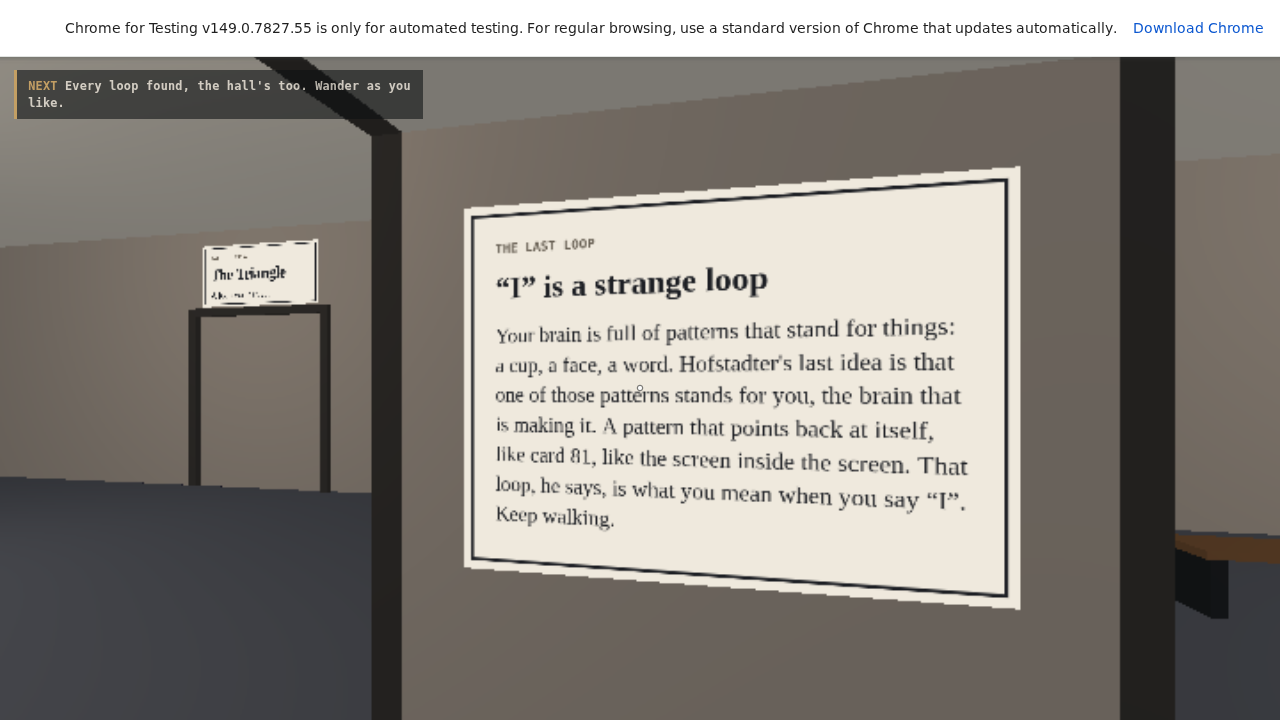 Chrome for Testing v149.0.7827.55 is only for automated testing. For regular browsing, use a standard version of Chrome that updates automatically. Download Chrome
NEXT Every loop found, the hall's too. Wander as you
like.
The Triangle
THE LAST LOOP
“I” is a strange loop
Your brain is full of patterns that stand for things:
a cup, a face, a word. Hofstadter's last idea is that
one of those patterns stands for you, the brain that
is making it. A pattern that points back at itself,
like card 81, like the screen inside the screen. That
loop, he says, is what you mean when you say “I”.
Keep walking.